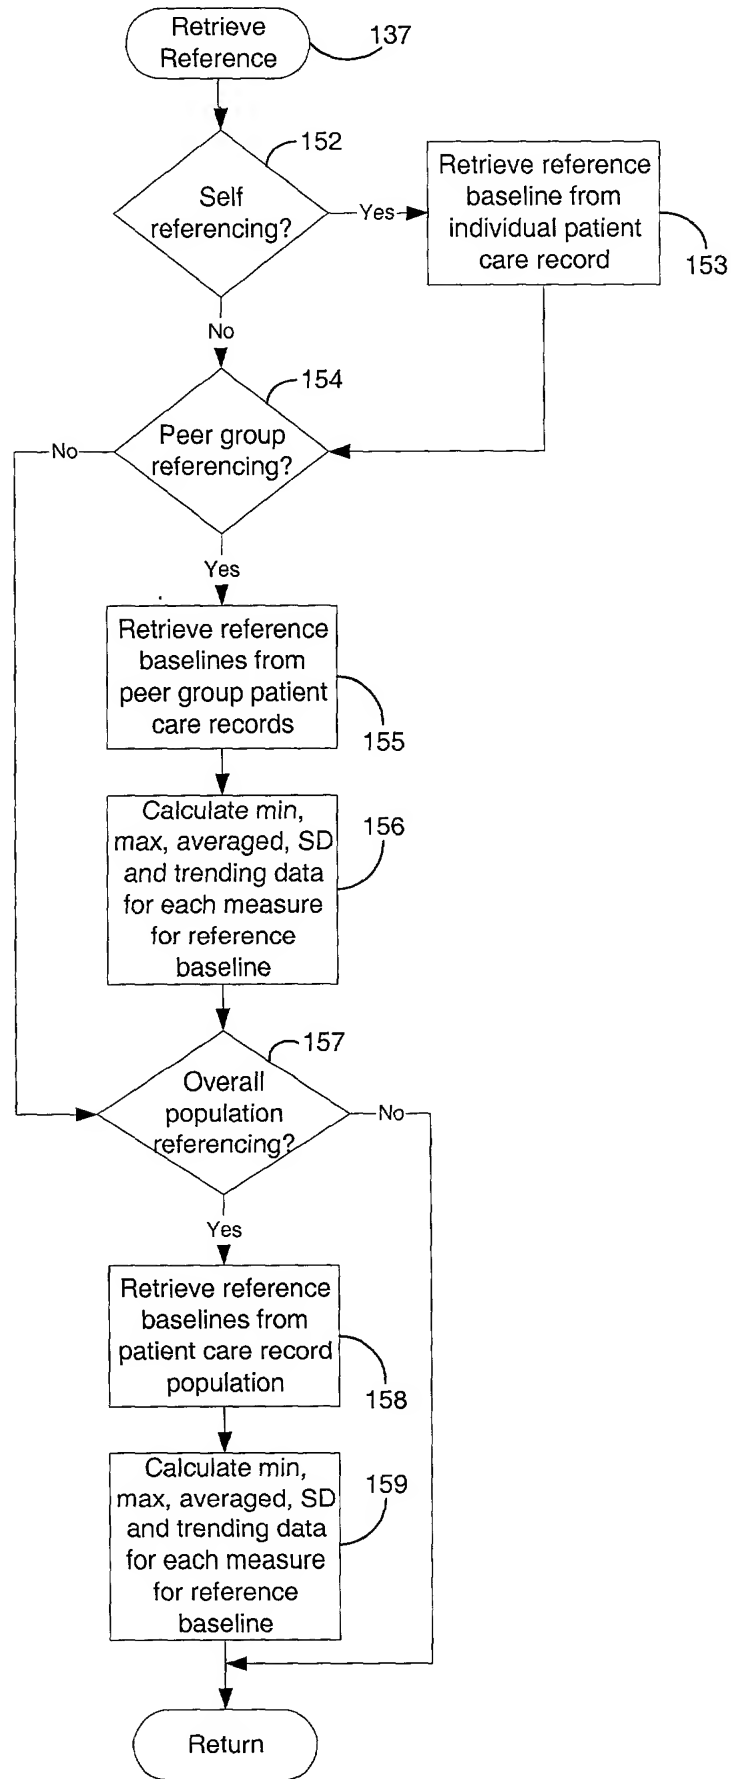 Retrieve
Reference
137
152
Self
referencing?
Yes
Retrieve reference
baseline from
individual patient
care record
153
No
154
Peer group
referencing?
No
Yes
Retrieve reference
baselines from
peer group patient
care records
155
Calculate min,
max, averaged, SD
and trending data
for each measure
for reference
baseline
156
157
Overall
population
referencing?
No
Yes
Retrieve reference
baselines from
patient care record
population
158
Calculate min,
max, averaged, SD
and trending data
for each measure
for reference
baseline
159
Return